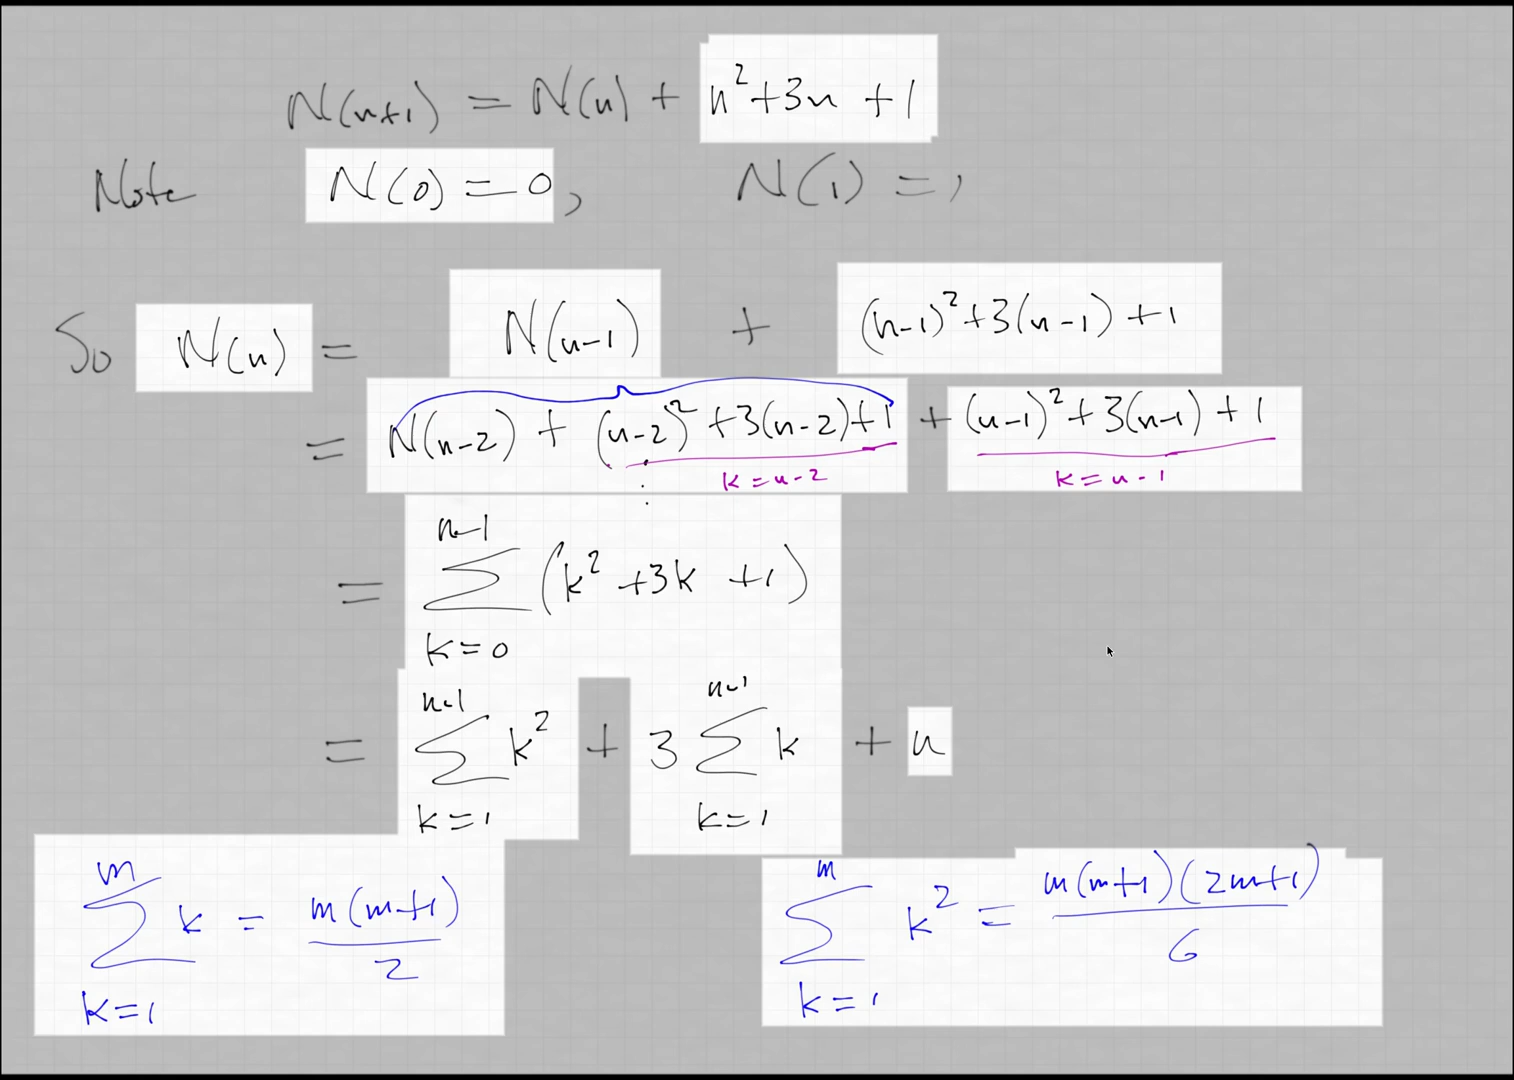 N(n+1) = N(n) + n²+3n+1
Note N(0)=0, N(1)=1
So N(n) = N(n-1) + (n-1)²+3(n-1)+1
= N(n-2) + (n-2)²+3(n-2)+1 + (n-1)²+3(n-1)+1
k=n-2 k=n-1
⋮
n-1
= Σ (k²+3k+1)
k=0
n-1 n-1
= Σ k² + 3 Σ k + n
k=1 k=1
m m
Σ k = m(m+1)/2 Σ k² = m(m+1)(2m+1)/6
k=1 k=1